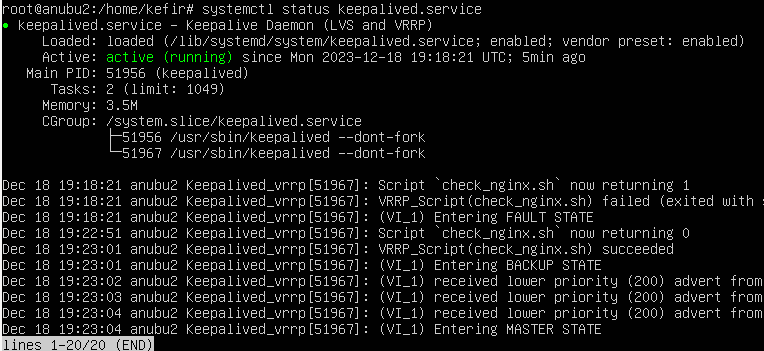 root@anubu2:/home/kefir# systemctl status keepalived.service
● keepalived.service – Keepalive Daemon (LVS and VRRP)
Loaded: loaded (/lib/systemd/system/keepalived.service; enabled; vendor preset: enabled)
Active: active (running) since Mon 2023-12-18 19:18:21 UTC; 5min ago
Main PID: 51956 (keepalived)
Tasks: 2 (limit: 1049)
Memory: 3.5M
CGroup: /system.slice/keepalived.service
├─51956 /usr/sbin/keepalived --dont-fork
└─51967 /usr/sbin/keepalived --dont-fork
Dec 18 19:18:21 anubu2 Keepalived_vrrp[51967]: Script `check_nginx.sh` now returning 1
Dec 18 19:18:21 anubu2 Keepalived_vrrp[51967]: VRRP_Script(check_nginx.sh) failed (exited with s
Dec 18 19:18:21 anubu2 Keepalived_vrrp[51967]: (VI_1) Entering FAULT STATE
Dec 18 19:22:51 anubu2 Keepalived_vrrp[51967]: Script `check_nginx.sh` now returning 0
Dec 18 19:23:01 anubu2 Keepalived_vrrp[51967]: VRRP_Script(check_nginx.sh) succeeded
Dec 18 19:23:01 anubu2 Keepalived_vrrp[51967]: (VI_1) Entering BACKUP STATE
Dec 18 19:23:02 anubu2 Keepalived_vrrp[51967]: (VI_1) received lower priority (200) advert from
Dec 18 19:23:03 anubu2 Keepalived_vrrp[51967]: (VI_1) received lower priority (200) advert from
Dec 18 19:23:04 anubu2 Keepalived_vrrp[51967]: (VI_1) received lower priority (200) advert from
Dec 18 19:23:04 anubu2 Keepalived_vrrp[51967]: (VI_1) Entering MASTER STATE
lines 1-20/20 (END)